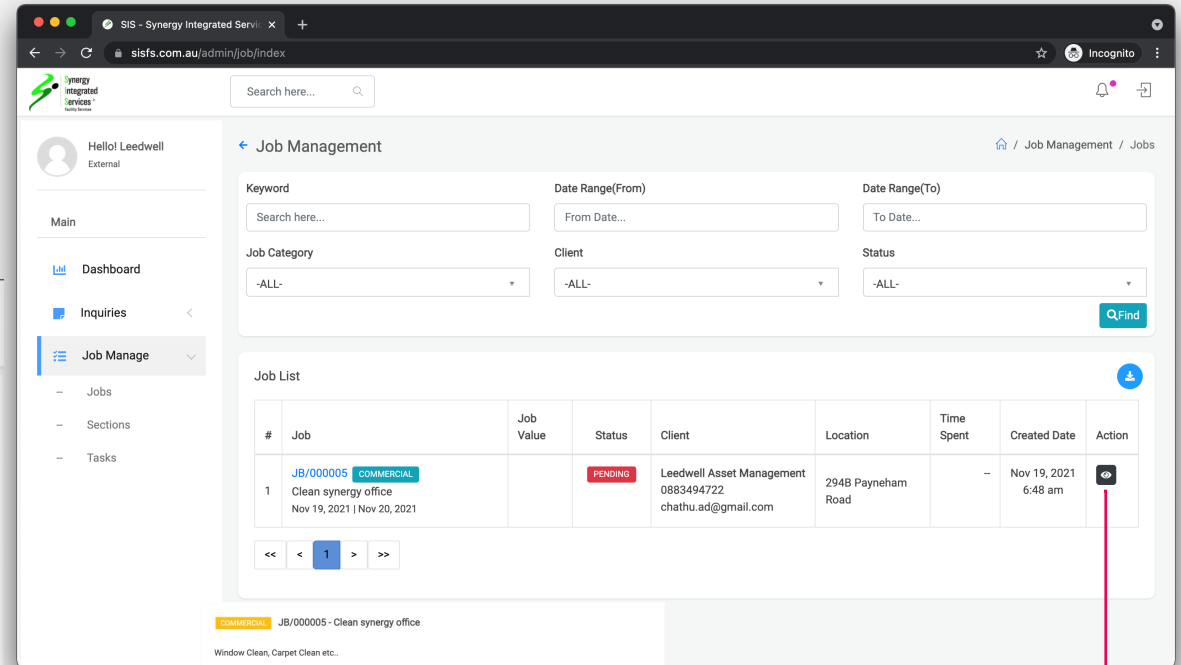 SIS - Synergy Integrated Servic
sisfs.com.au/admin/job/index
Incognito
Synergy
Integrated
Services
Facility Services
Search here...
Hello! Leedwell
External
Main
Dashboard
Inquiries
Job Manage
-- Jobs
-- Sections
-- Tasks
Job Management
/ Job Management / Jobs
Keyword Date Range(From) Date Range(To)
Search here... From Date... To Date...
Job Category Client Status
-ALL- -ALL- -ALL-
Find
Job List
# Job Job Value Status Client Location Time Spent Created Date Action
1 JB/000005 COMMERCIAL
Clean synergy office
Nov 19, 2021 | Nov 20, 2021
PENDING
Leedwell Asset Management
0883494722
chathu.ad@gmail.com
294B Payneham
Road
--
Nov 19, 2021
6:48 am
<< < 1 > >>
COMMERCIAL JB/000005 - Clean synergy office
Window Clean, Carpet Clean etc..